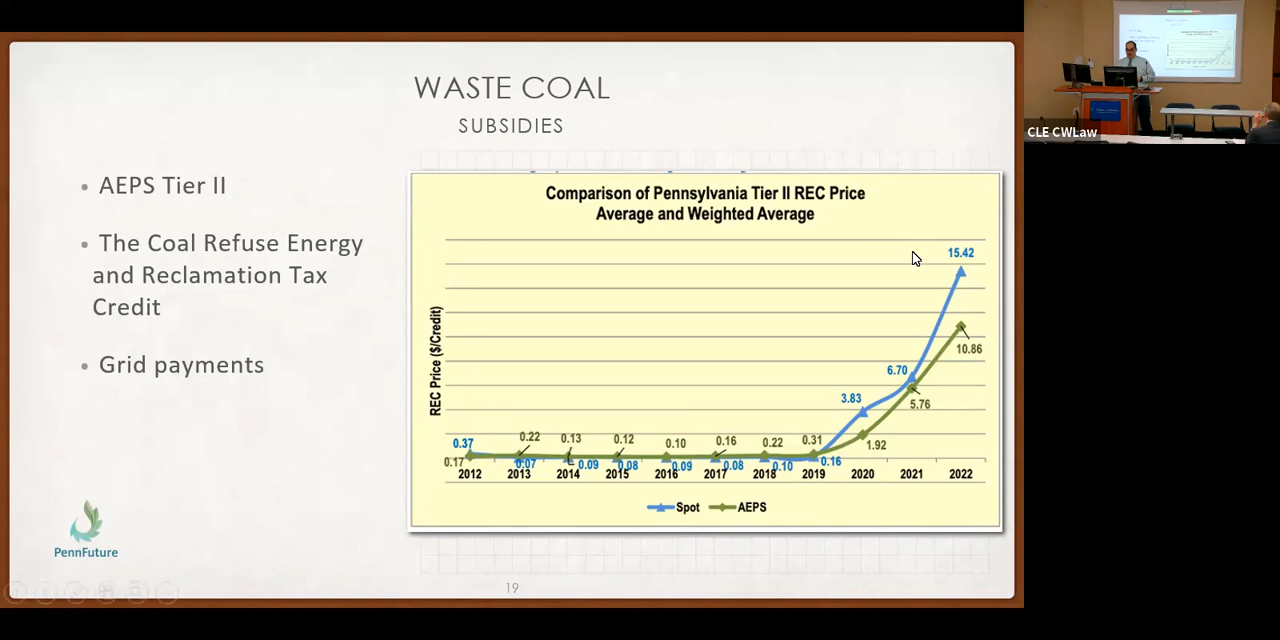 WASTE COAL
SUBSIDIES
• AEPS Tier II
• The Coal Refuse Energy
and Reclamation Tax
Credit
• Grid payments
Comparison of Pennsylvania Tier II REC Price
Average and Weighted Average
REC Price ($/Credit)
15.42
10.86
6.70
5.76
3.83
1.92
0.37 0.22 0.13 0.12 0.10 0.16 0.22 0.31
0.17 0.07 0.09 0.08 0.09 0.08 0.10 0.16
2012 2013 2014 2015 2016 2017 2018 2019 2020 2021 2022
Spot AEPS
PennFuture
19
CLE CWLaw